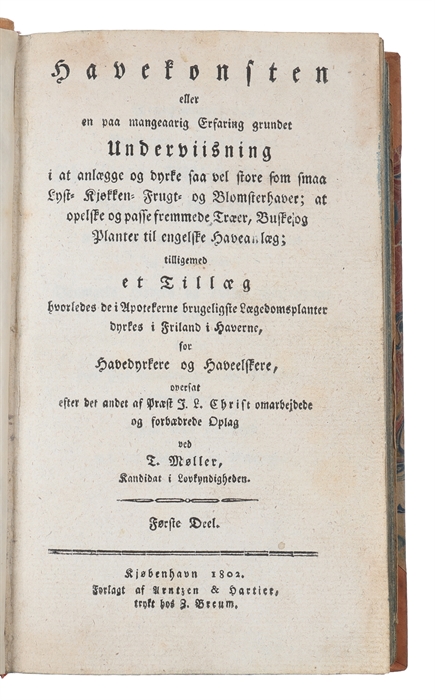 Havekonsten
eller
en paa mangeaarig Erfaring grundet
Underviisning
i at anlægge og dyrke saa vel store som smaa
Lyst- Kjøkken- Frugt- og Blomsterhaver; at
opelske og passe fremmede Træer, Buske og
Planter til engelske Haveanlæg;
tilligemed
et Tillæg
hvorledes de i Apotekerne brugeligste Lægedomsplanter
dyrkes i Friland i Haverne,
for
Havedyrkere og Haveelskere,
oversat
efter det andet af Præst J. L. Christ omarbejdede
og forbædrede Oplag
ved
T. Møller,
Kandidat i Lovkyndigheden.
Første Deel.
Kjøbenhavn 1802.
Forlagt af Arntzen & Hartier,
trykt hos Z. Breum.